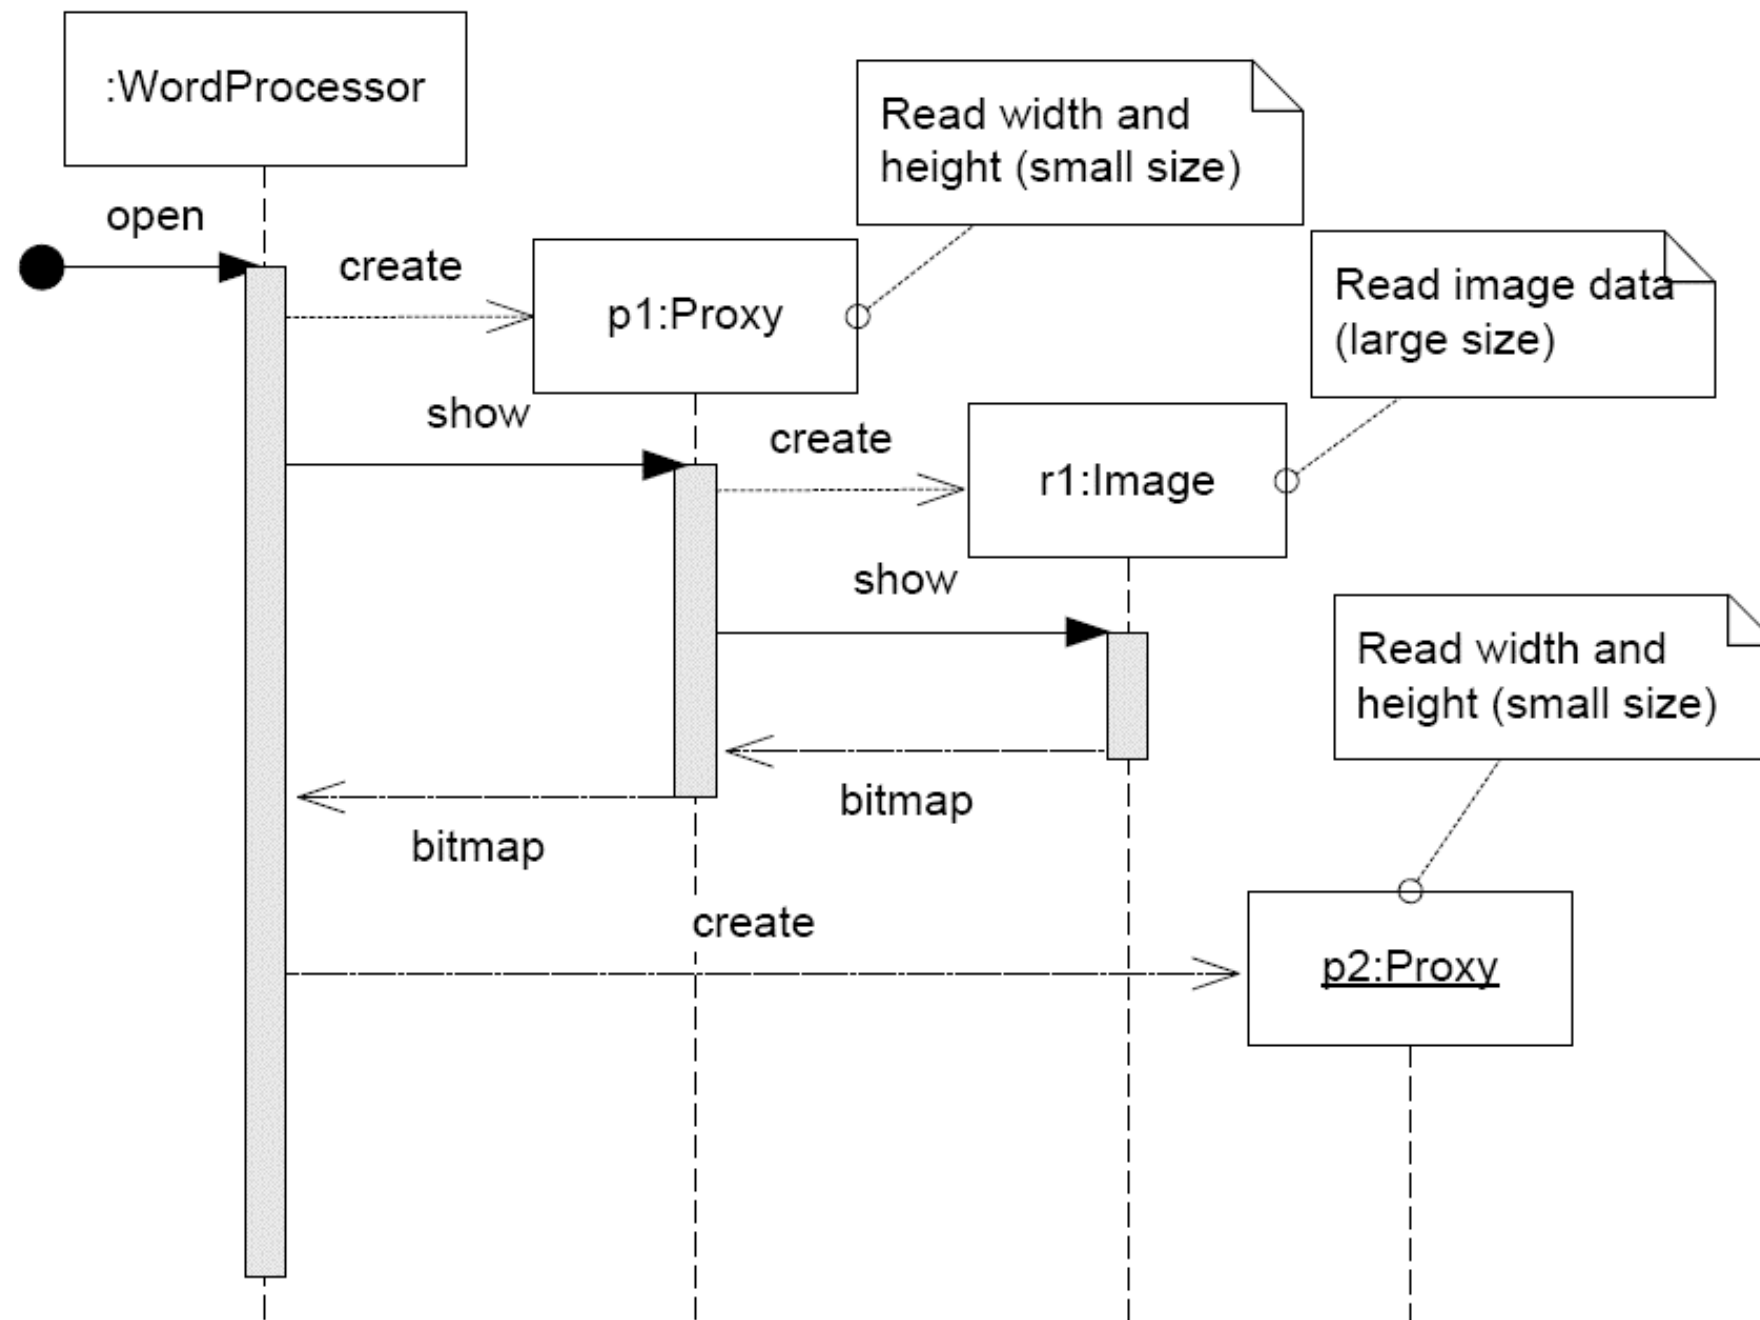 :WordProcessor
Read width and
height (small size)
open
create
p1:Proxy
Read image data
(large size)
show
create
r1:Image
show
Read width and
height (small size)
bitmap
bitmap
create
p2:Proxy